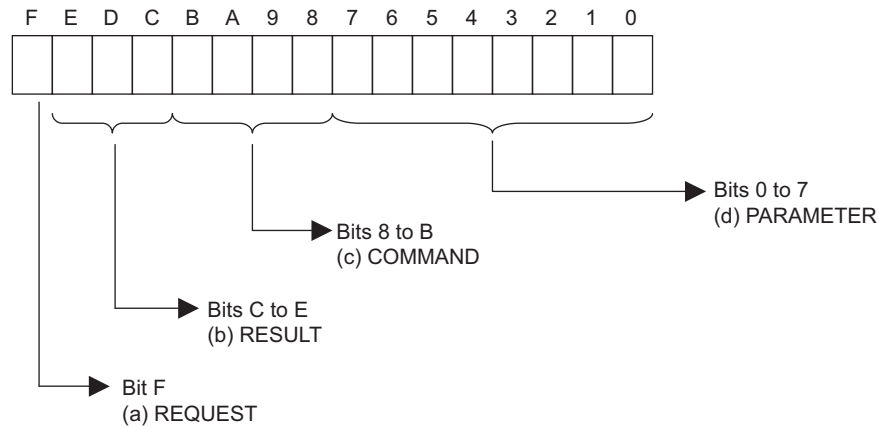 F E D C B A 9 8 7 6 5 4 3 2 1 0
Bits 0 to 7
(d) PARAMETER
Bits 8 to B
(c) COMMAND
Bits C to E
(b) RESULT
Bit F
(a) REQUEST